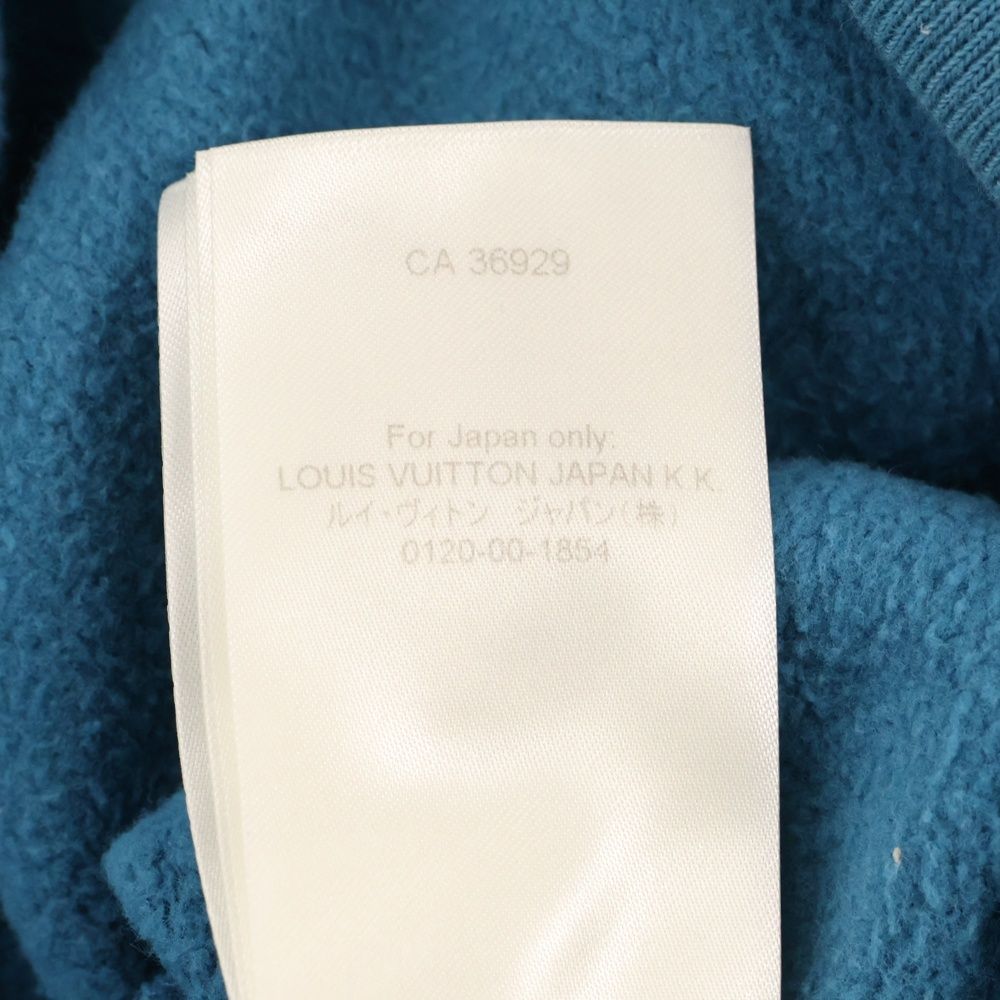 CA 36929
For Japan only:
LOUIS VUITTON JAPAN K.K.
ルイ・ヴィトン ジャパン(株)
0120-00-1854